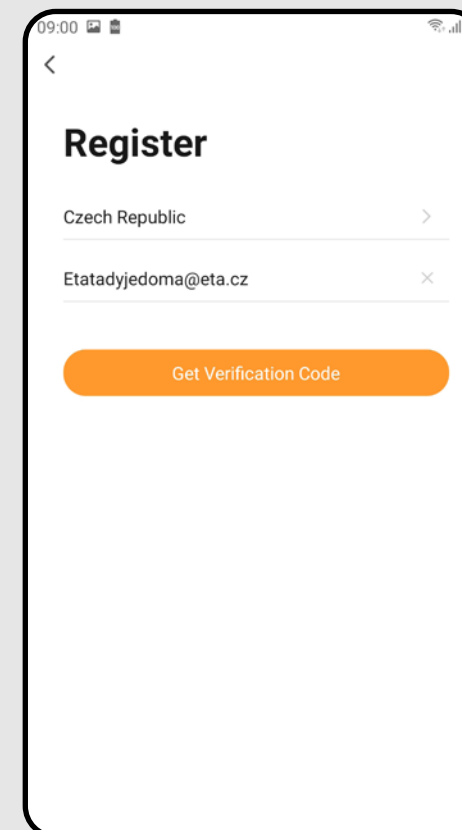 09:00
Register
Czech Republic
Etatadyjedoma@eta.cz
Get Verification Code